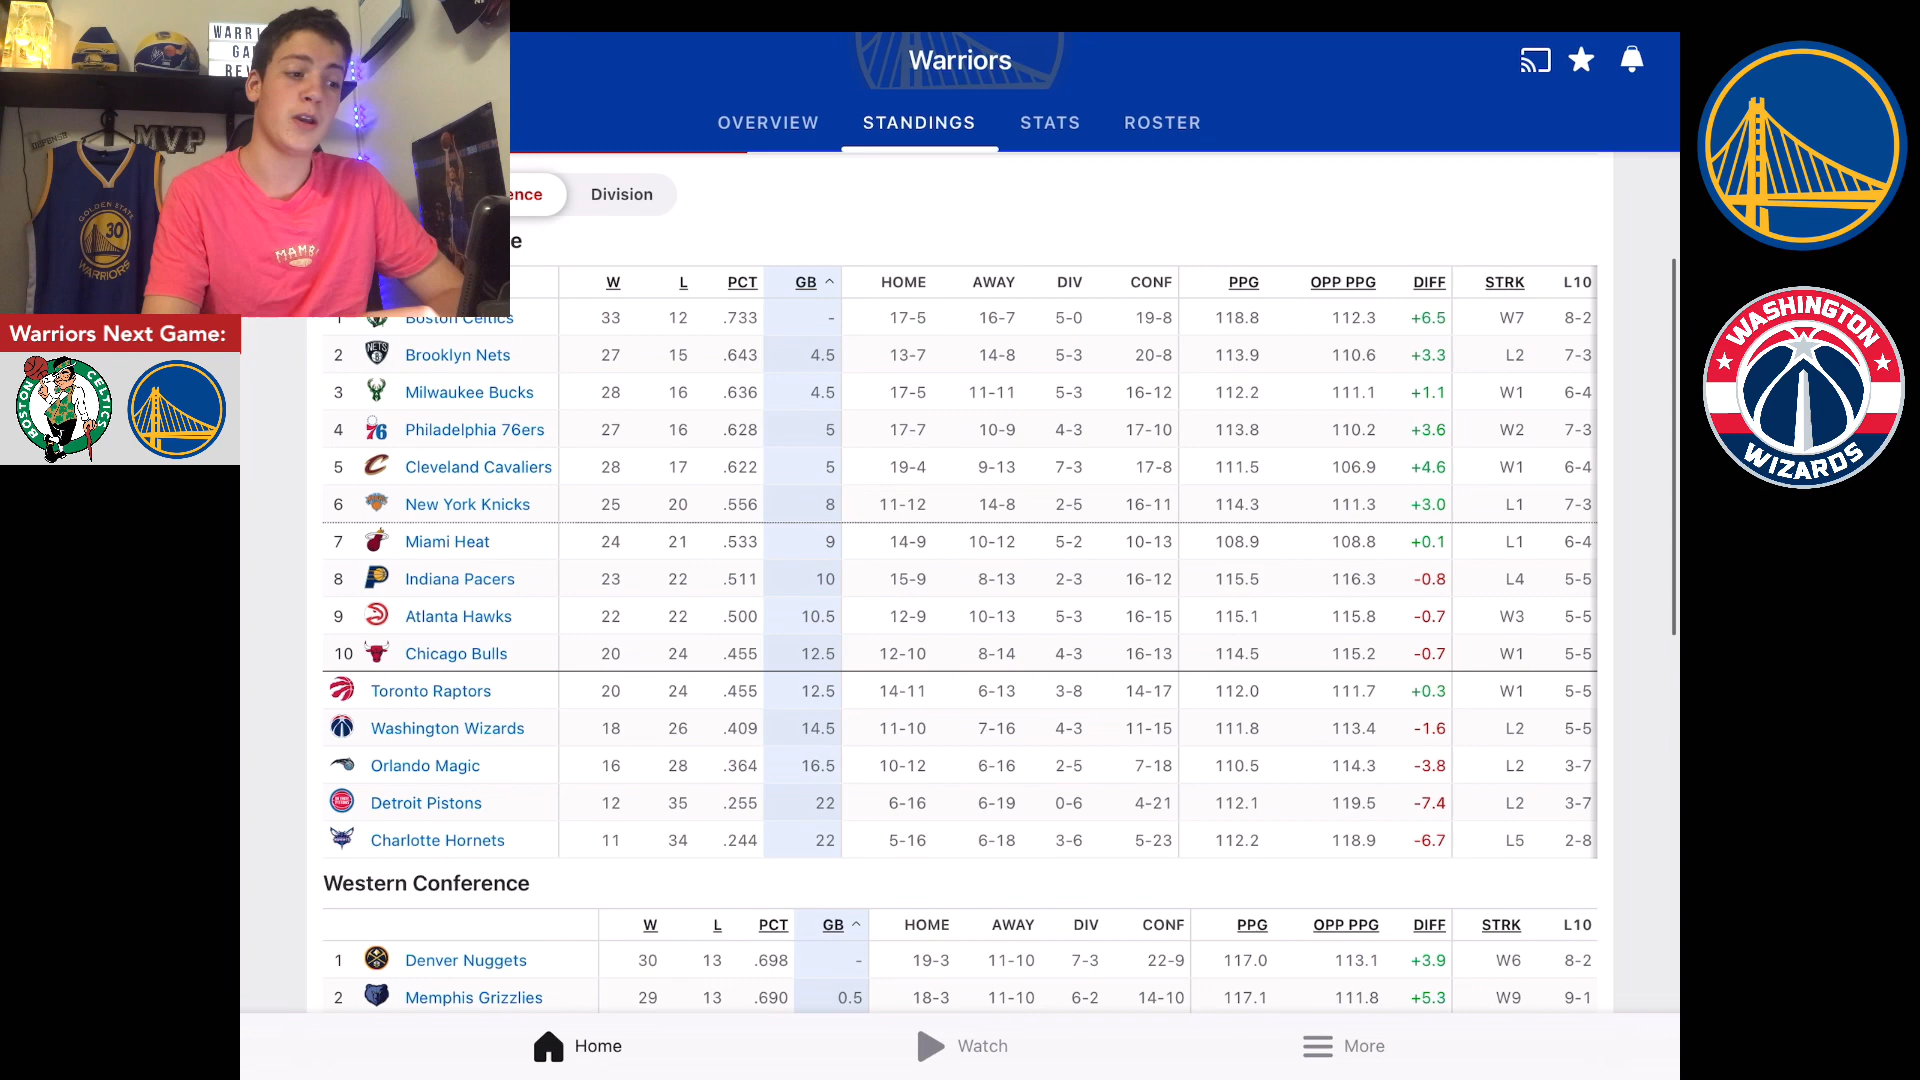 WARRI
GA
REV
DEFENSE
MVP
GOLDEN STATE
30
WARRIORS
MAMB
Warriors
OVERVIEW STANDINGS STATS ROSTER
ence Division
e
W L PCT GB HOME AWAY DIV CONF PPG OPP PPG DIFF STRK L10
1 Boston Celtics 33 12 .733 - 17-5 16-7 5-0 19-8 118.8 112.3 +6.5 W7 8-2
2 NETS Brooklyn Nets 27 15 .643 4.5 13-7 14-8 5-3 20-8 113.9 110.6 +3.3 L2 7-3
3 Milwaukee Bucks 28 16 .636 4.5 17-5 11-11 5-3 16-12 112.2 111.1 +1.1 W1 6-4
4 76 Philadelphia 76ers 27 16 .628 5 17-7 10-9 4-3 17-10 113.8 110.2 +3.6 W2 7-3
5 C Cleveland Cavaliers 28 17 .622 5 19-4 9-13 7-3 17-8 111.5 106.9 +4.6 W1 6-4
6 New York Knicks 25 20 .556 8 11-12 14-8 2-5 16-11 114.3 111.3 +3.0 L1 7-3
7 Miami Heat 24 21 .533 9 14-9 10-12 5-2 10-13 108.9 108.8 +0.1 L1 6-4
8 Indiana Pacers 23 22 .511 10 15-9 8-13 2-3 16-12 115.5 116.3 -0.8 L4 5-5
9 Atlanta Hawks 22 22 .500 10.5 12-9 10-13 5-3 16-15 115.1 115.8 -0.7 W3 5-5
10 Chicago Bulls 20 24 .455 12.5 12-10 8-14 4-3 16-13 114.5 115.2 -0.7 W1 5-5
Toronto Raptors 20 24 .455 12.5 14-11 6-13 3-8 14-17 112.0 111.7 +0.3 W1 5-5
Washington Wizards 18 26 .409 14.5 11-10 7-16 4-3 11-15 111.8 113.4 -1.6 L2 5-5
Orlando Magic 16 28 .364 16.5 10-12 6-16 2-5 7-18 110.5 114.3 -3.8 L2 3-7
Detroit Pistons 12 35 .255 22 6-16 6-19 0-6 4-21 112.1 119.5 -7.4 L2 3-7
Charlotte Hornets 11 34 .244 22 5-16 6-18 3-6 5-23 112.2 118.9 -6.7 L5 2-8
Western Conference
W L PCT GB HOME AWAY DIV CONF PPG OPP PPG DIFF STRK L10
1 Denver Nuggets 30 13 .698 - 19-3 11-10 7-3 22-9 117.0 113.1 +3.9 W6 8-2
2 Memphis Grizzlies 29 13 .690 0.5 18-3 11-10 6-2 14-10 117.1 111.8 +5.3 W9 9-1
Home Watch More
Warriors Next Game:
BOSTON CELTICS
WASHINGTON
WIZARDS